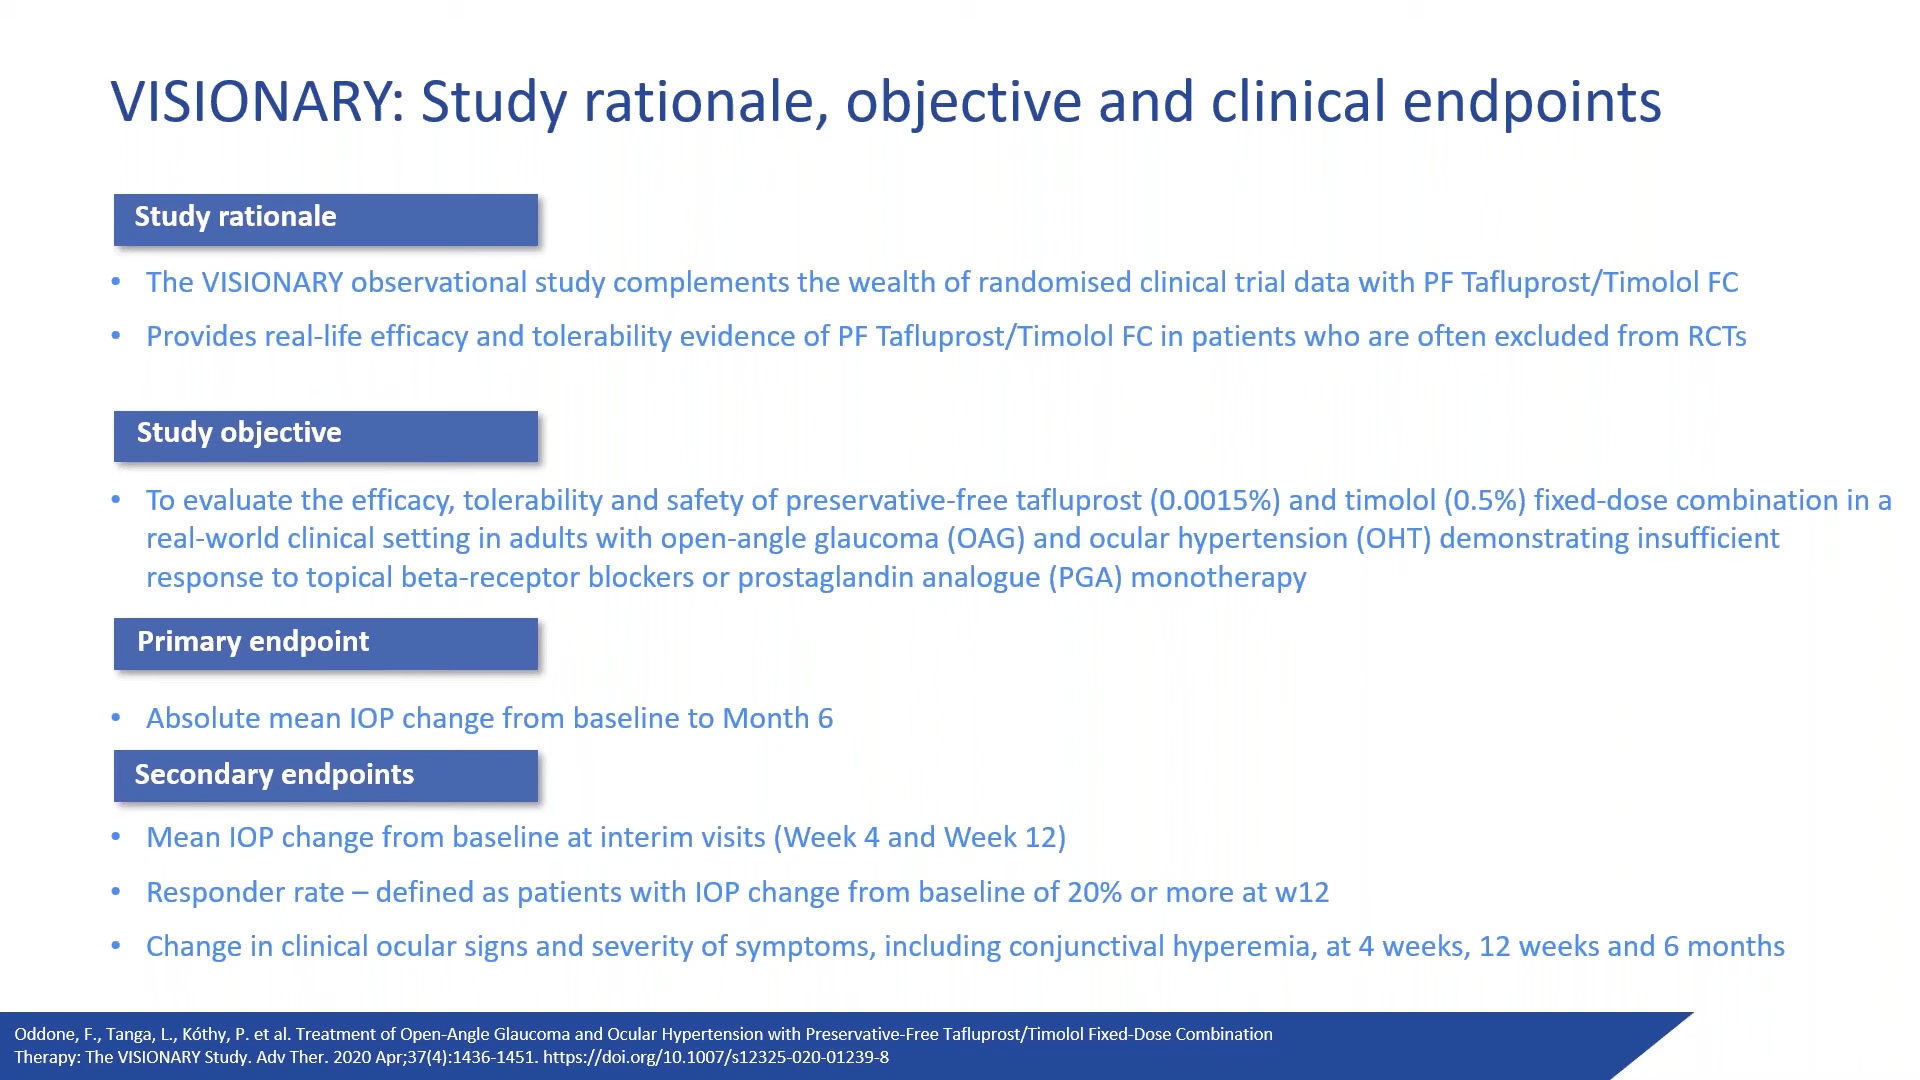 VISIONARY: Study rationale, objective and clinical endpoints
Study rationale
• The VISIONARY observational study complements the wealth of randomised clinical trial data with PF Tafluprost/Timolol FC
• Provides real-life efficacy and tolerability evidence of PF Tafluprost/Timolol FC in patients who are often excluded from RCTs
Study objective
• To evaluate the efficacy, tolerability and safety of preservative-free tafluprost (0.0015%) and timolol (0.5%) fixed-dose combination in a
real-world clinical setting in adults with open-angle glaucoma (OAG) and ocular hypertension (OHT) demonstrating insufficient
response to topical beta-receptor blockers or prostaglandin analogue (PGA) monotherapy
Primary endpoint
• Absolute mean IOP change from baseline to Month 6
Secondary endpoints
• Mean IOP change from baseline at interim visits (Week 4 and Week 12)
• Responder rate – defined as patients with IOP change from baseline of 20% or more at w12
• Change in clinical ocular signs and severity of symptoms, including conjunctival hyperemia, at 4 weeks, 12 weeks and 6 months
Oddone, F., Tanga, L., Kóthy, P. et al. Treatment of Open-Angle Glaucoma and Ocular Hypertension with Preservative-Free Tafluprost/Timolol Fixed-Dose Combination
Therapy: The VISIONARY Study. Adv Ther. 2020 Apr;37(4):1436-1451. https://doi.org/10.1007/s12325-020-01239-8